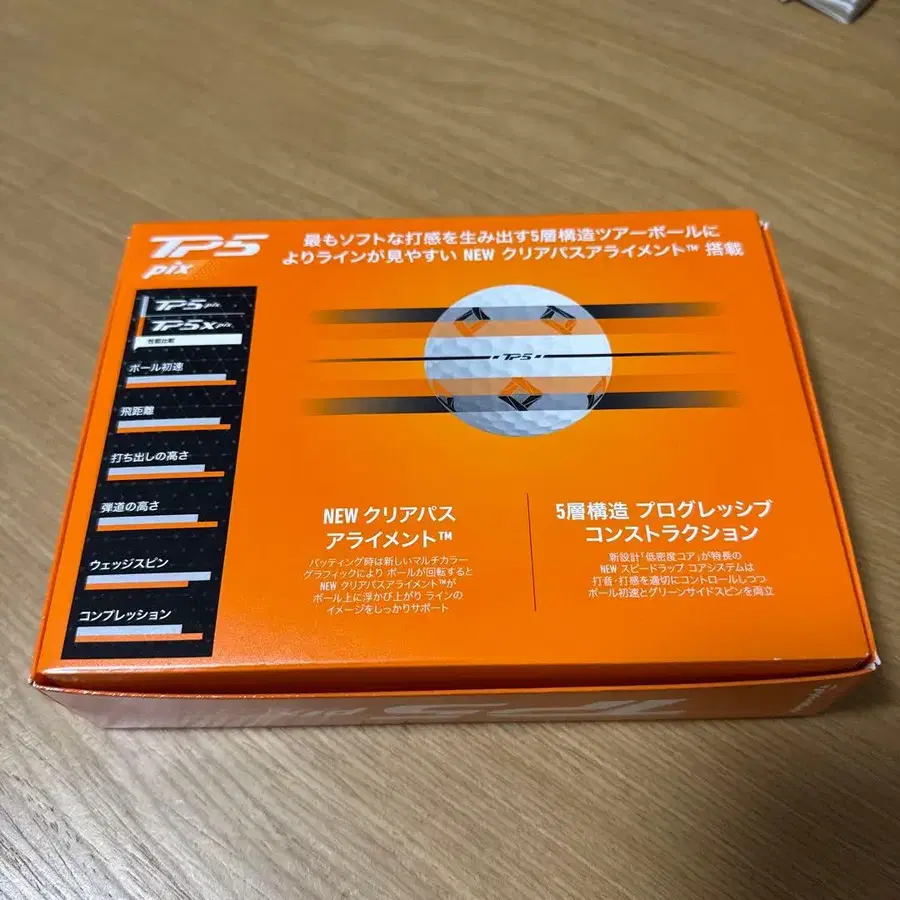 TP5
pix
最もソフトな打感を生み出す5層構造ツアーボールに
よりラインが見やすい NEW クリアパスアライメント™ 搭載
TP5 pix
TP5x pix
性能比較
ボール初速
飛距離
打ち出しの高さ
弾道の高さ
ウェッジスピン
コンプレッション
TP5
NEW クリアパス
アライメント™
パッティング時は新しいマルチカラー
グラフィックにより ボールが回転すると
NEW クリアパスアライメント™が
ボール上に浮かび上がり ラインの
イメージをしっかりサポート
5層構造 プログレッシブ
コンストラクション
新設計「低密度コア」が特長の
NEW スピードラップ コアシステムは
打音・打感を適切にコントロールしつつ
ボール初速とグリーンサイドスピンを両立
TP5